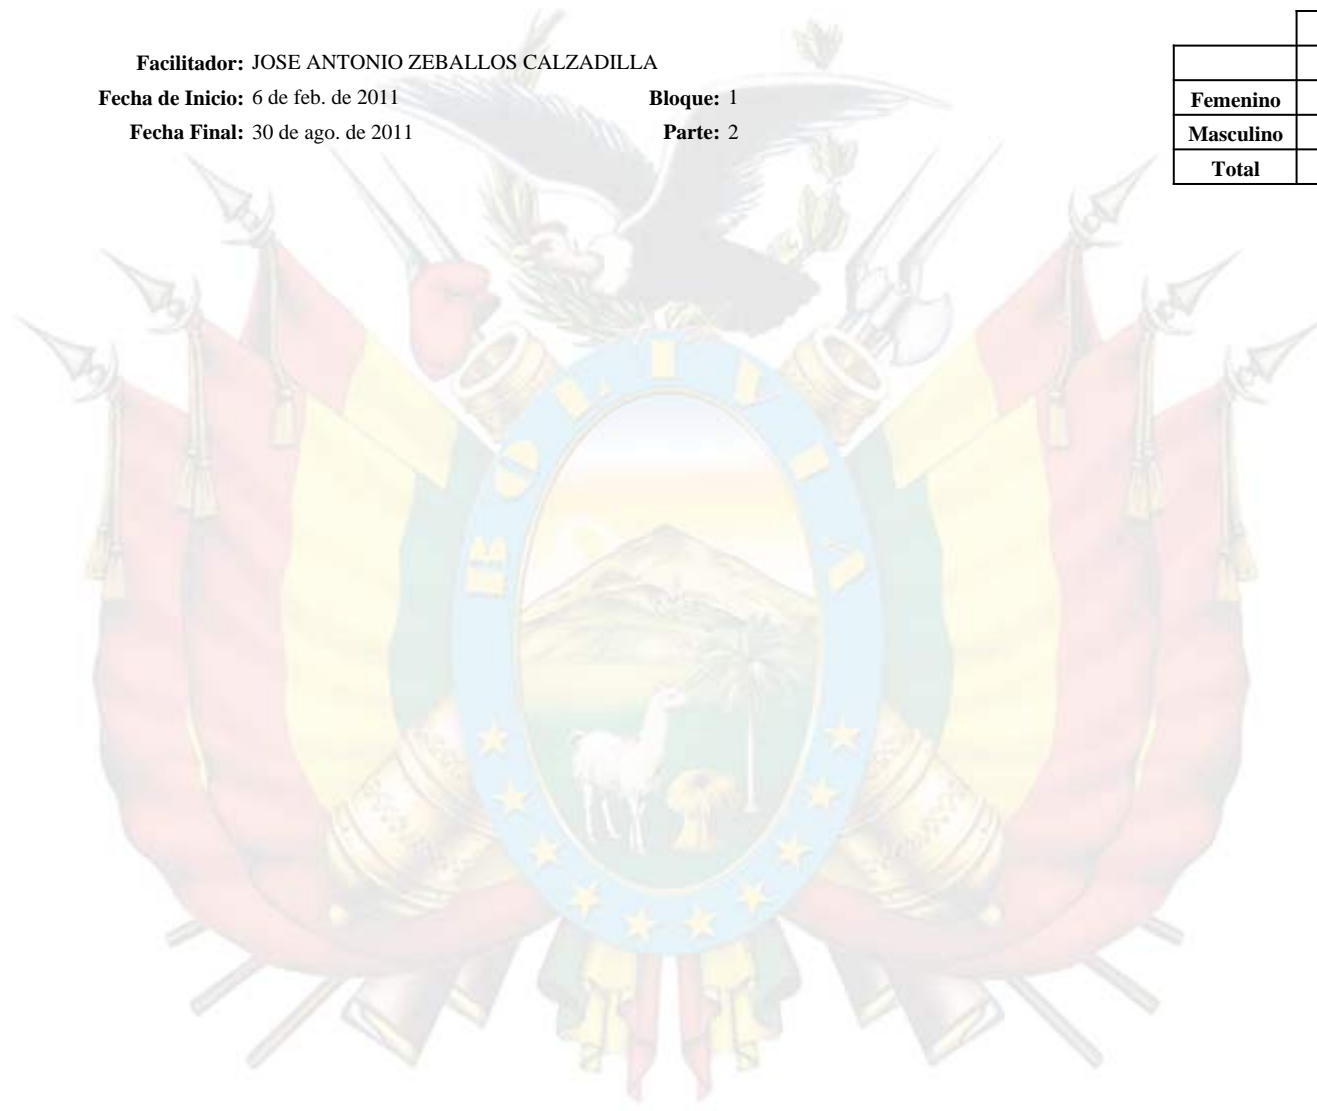 Facilitador: JOSE ANTONIO ZEBALLOS CALZADILLA
Fecha de Inicio: 6 de feb. de 2011 Bloque: 1
Fecha Final: 30 de ago. de 2011 Parte: 2
Femenino
Masculino
Total
BOLIVIA